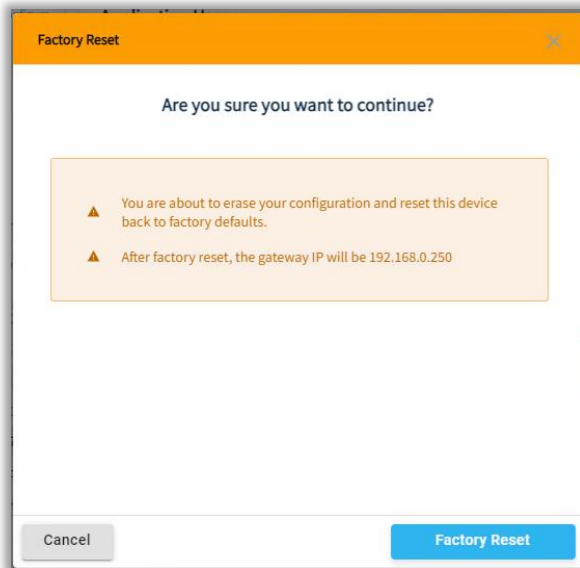 Factory Reset
Are you sure you want to continue?
You are about to erase your configuration and reset this device
back to factory defaults.
After factory reset, the gateway IP will be 192.168.0.250
Cancel
Factory Reset